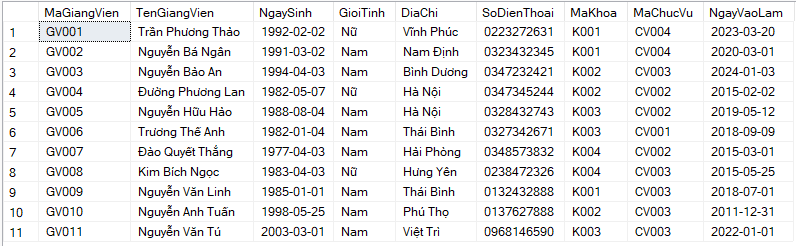 MaGiangVien TenGiangVien NgaySinh GioiTinh DiaChi SoDienThoai MaKhoa MaChucVu NgayVaoLam
1 GV001 Trần Phương Thảo 1992-02-02 Nữ Vĩnh Phúc 0223272631 K001 CV004 2023-03-20
2 GV002 Nguyễn Bá Ngân 1991-03-02 Nam Nam Định 0323432345 K001 CV004 2020-03-01
3 GV003 Nguyễn Bảo An 1994-04-03 Nam Bình Dương 0347232421 K002 CV003 2024-01-03
4 GV004 Đường Phương Lan 1982-05-07 Nữ Hà Nội 0347345244 K002 CV002 2015-02-02
5 GV005 Nguyễn Hữu Hảo 1988-08-04 Nam Hà Nội 0328432743 K003 CV002 2019-05-12
6 GV006 Trương Thế Anh 1982-01-04 Nam Thái Bình 0327342671 K003 CV001 2018-09-09
7 GV007 Đào Quyết Thắng 1977-04-03 Nam Hải Phòng 0348573832 K004 CV002 2015-03-01
8 GV008 Kim Bích Ngọc 1983-04-03 Nữ Hưng Yên 0238472326 K004 CV003 2015-05-25
9 GV009 Nguyễn Văn Linh 1985-01-01 Nam Thái Bình 0132432888 K001 CV003 2018-07-01
10 GV010 Nguyễn Anh Tuấn 1998-05-25 Nam Phú Thọ 0137627888 K002 CV003 2011-12-31
11 GV011 Nguyễn Văn Tú 2003-03-01 Nam Việt Trì 0968146590 K003 CV003 2022-01-01